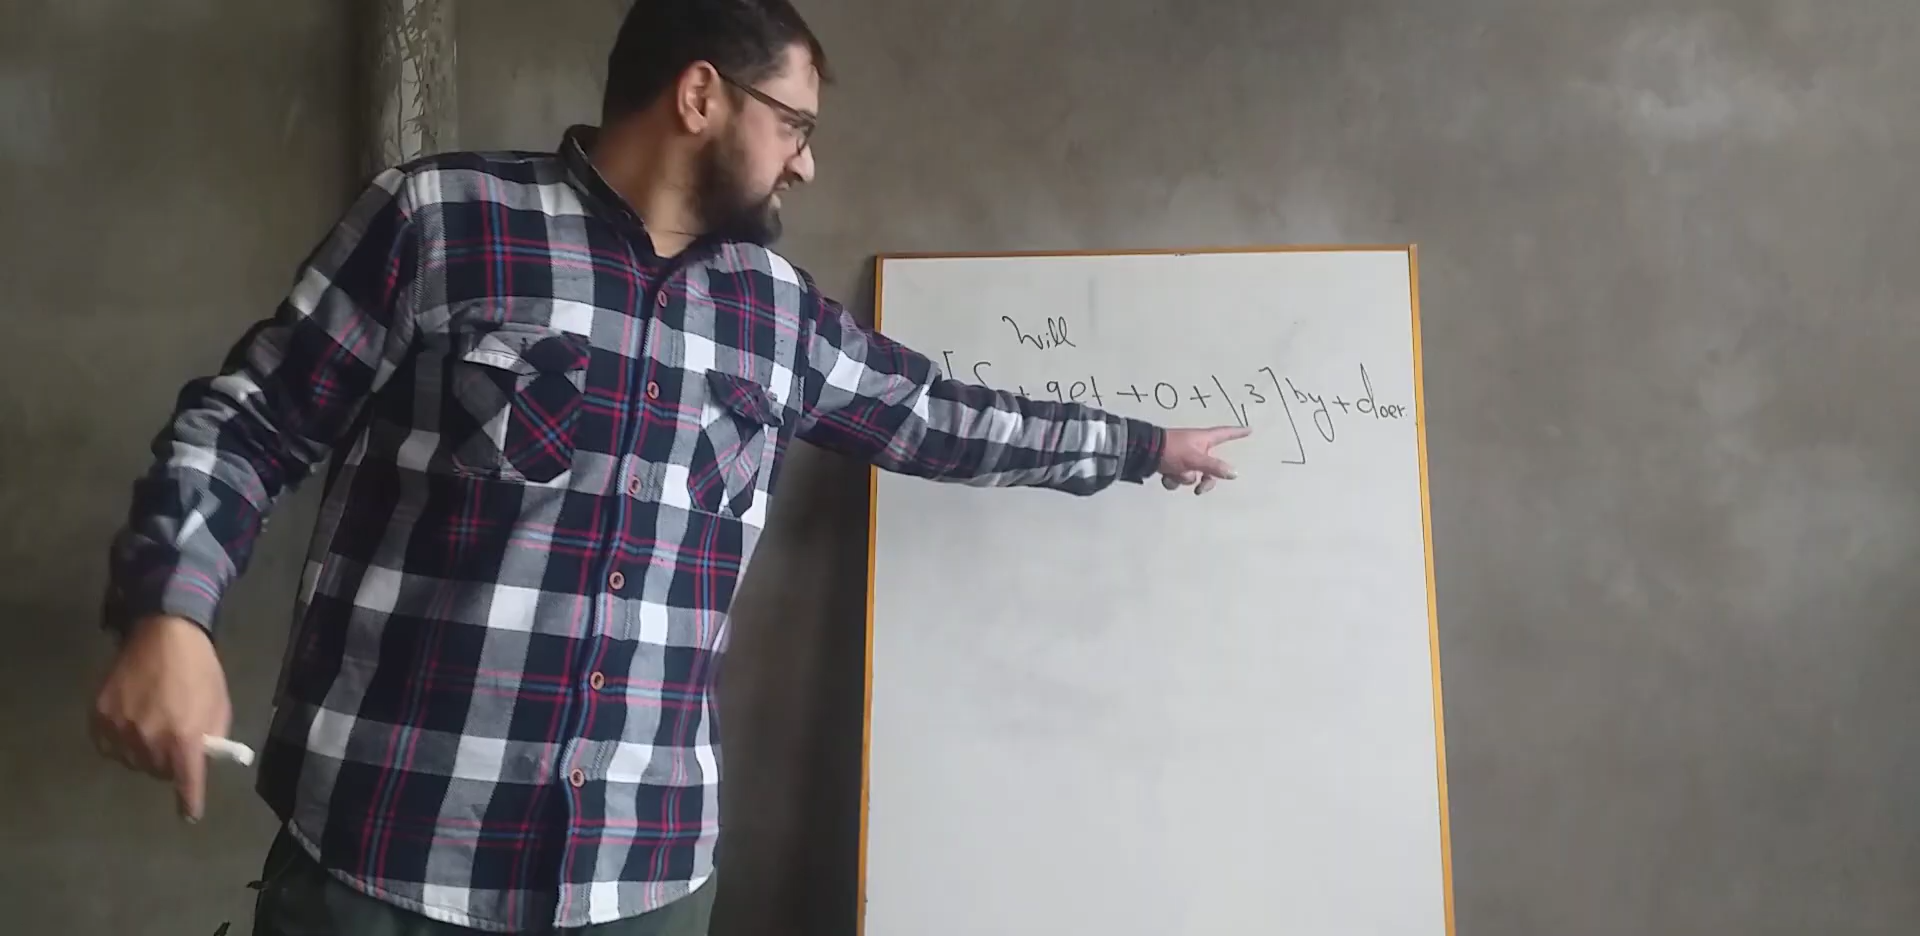 Will
[S + get + O + V3] by + doer